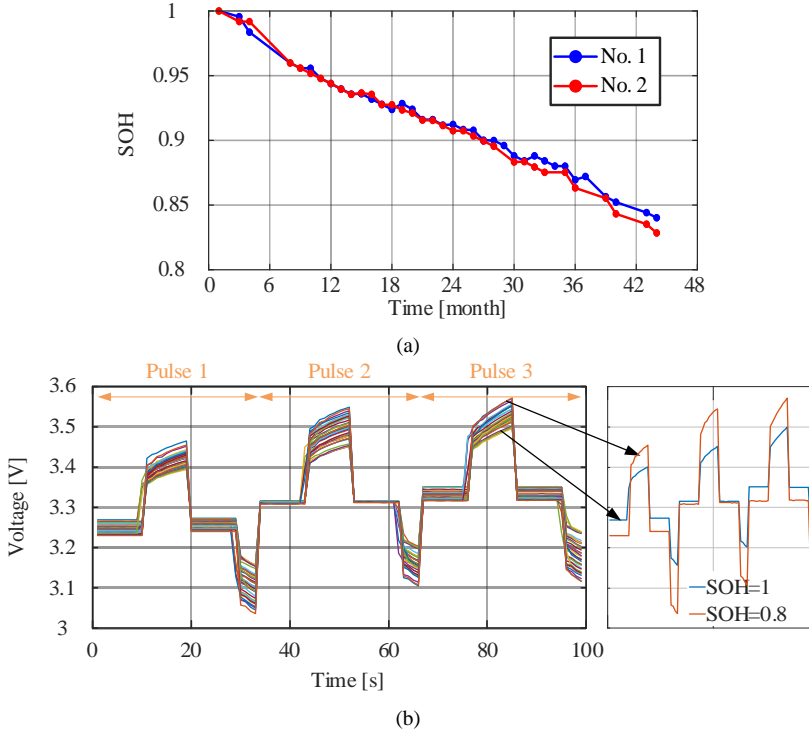 1
0.95
0.9
0.85
0.8
SOH
No. 1
No. 2
0 6 12 18 24 30 36 42 48
Time [month]
(a)
Pulse 1 Pulse 2 Pulse 3
3.6
3.5
3.4
3.3
3.2
3.1
3
Voltage [V]
SOH=1
SOH=0.8
0 20 40 60 80 100
Time [s]
(b)